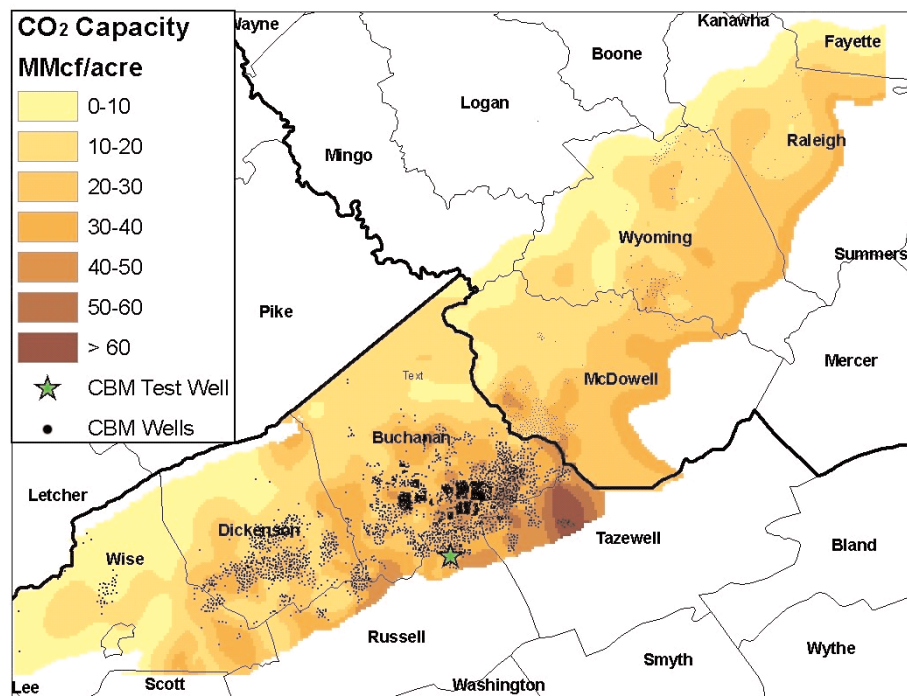 CO2 Capacity
MMcf/acre
0-10
10-20
20-30
30-40
40-50
50-60
> 60
CBM Test Well
CBM Wells
Wayne
Kanawha
Fayette
Boone
Logan
Raleigh
Mingo
Wyoming
Summers
Pike
Mercer
McDowell
Text
Buchanan
Letcher
Dickenson
Tazewell
Bland
Wise
Russell
Wythe
Smyth
Lee
Scott
Washington